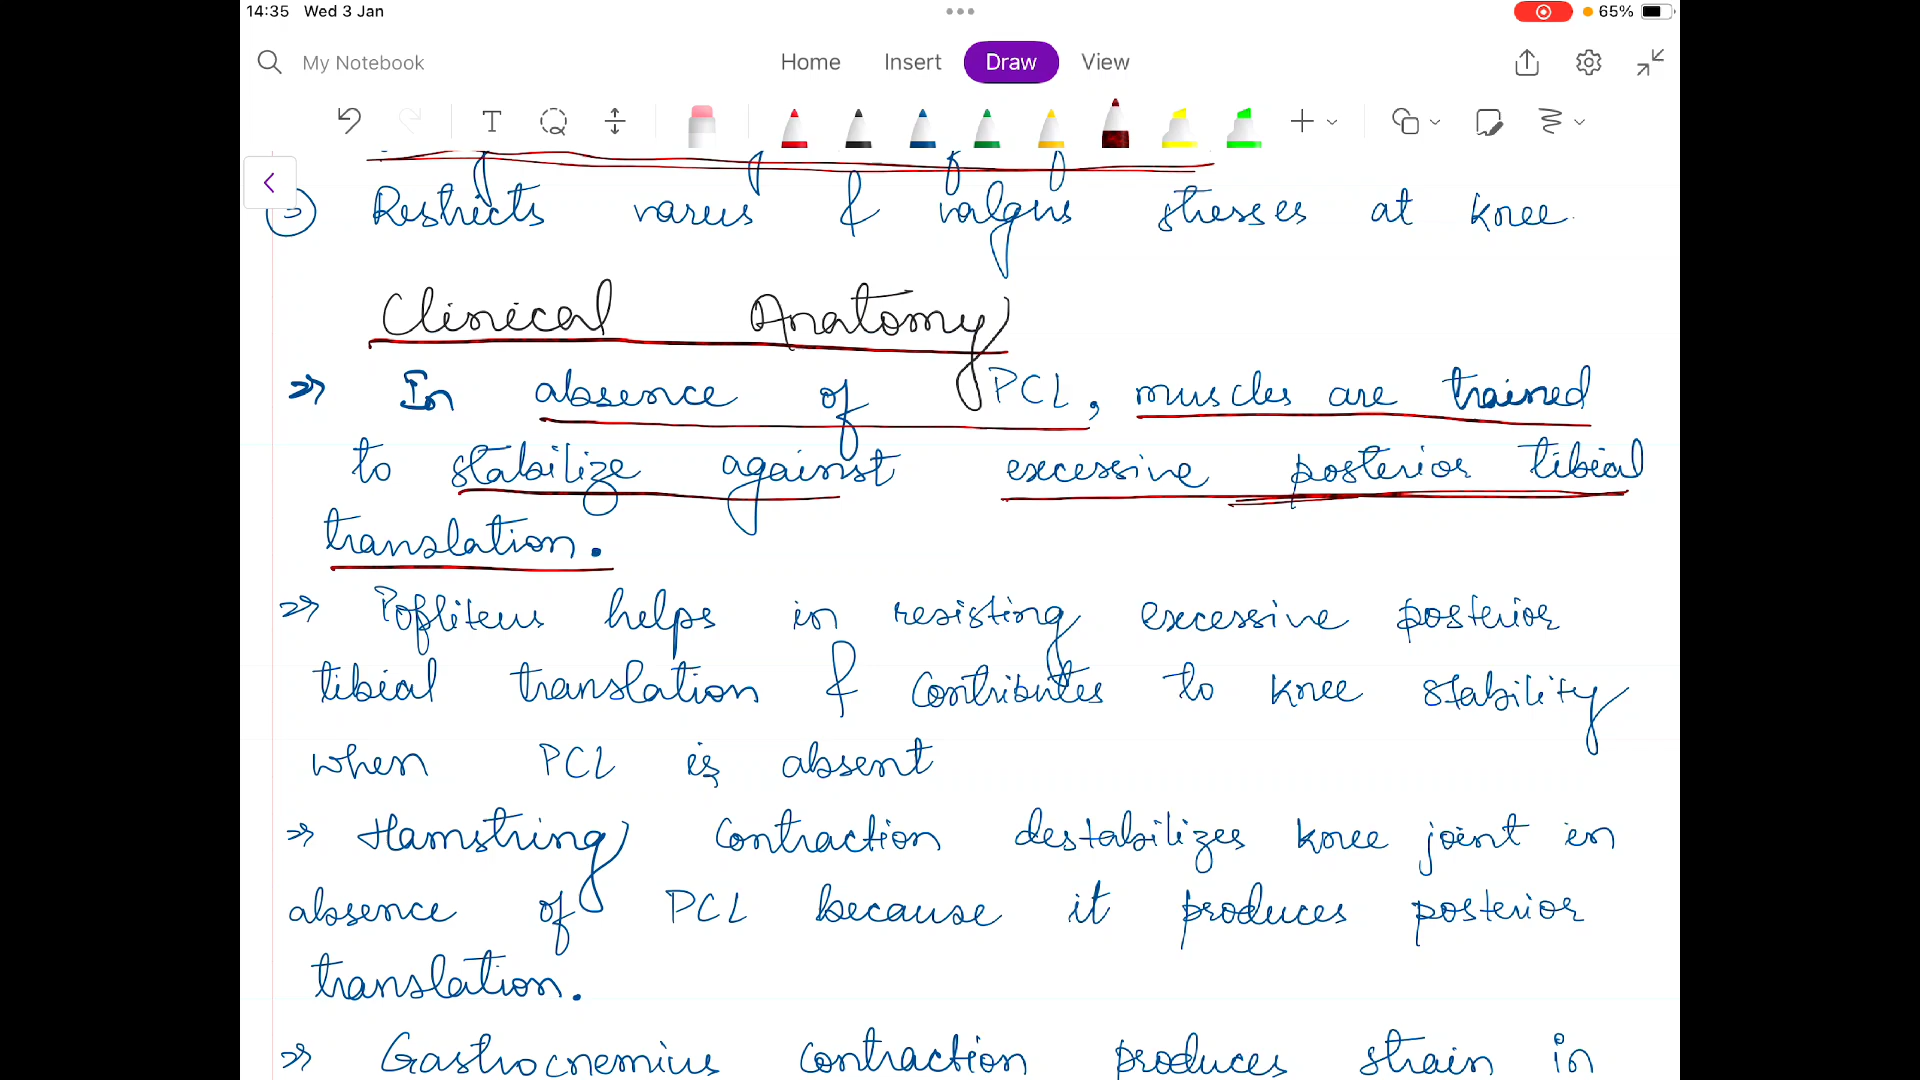 14:35 Wed 3 Jan
65%
My Notebook
Home Insert Draw View
Restricts varus & valgus stresses at knee.
Clinical Anatomy
⇒ In absence of PCL, muscles are trained
to stabilize against excessive posterior tibial
translation.
⇒ Popliteus helps in resisting excessive posterior
tibial translation & contributes to knee stability
when PCL is absent
⇒ Hamstring contraction destabilizes knee joint in
absence of PCL because it produces posterior
translation.
⇒ Gastrocnemius contraction produces strain in